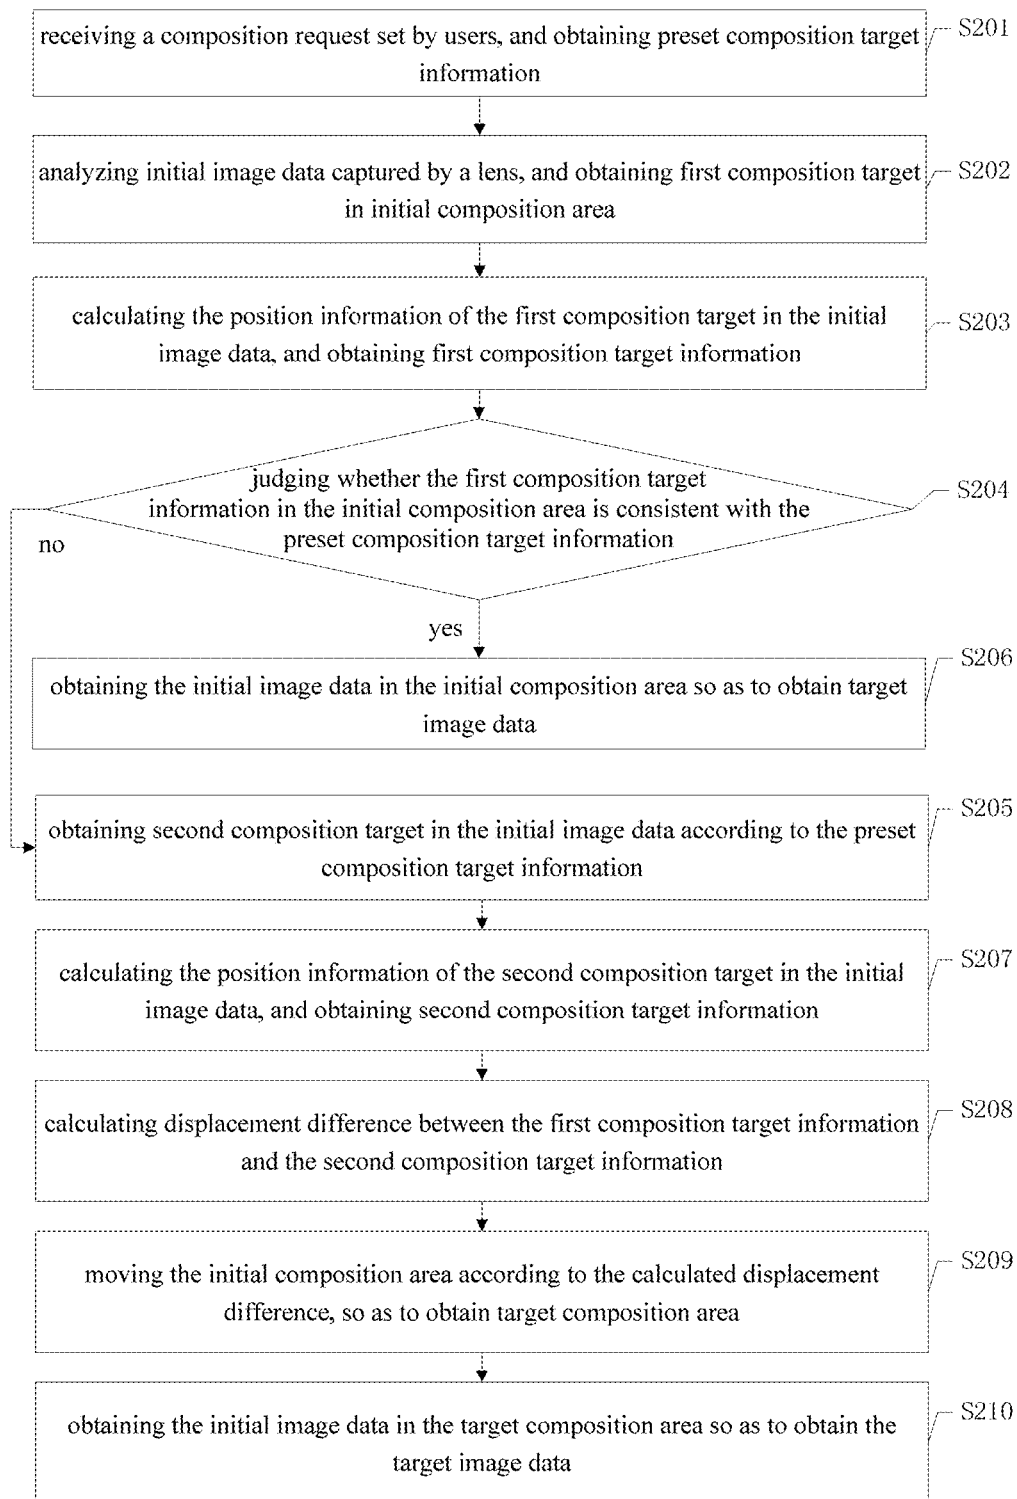 receiving a composition request set by users, and obtaining preset composition target
information
S201
analyzing initial image data captured by a lens, and obtaining first composition target
in initial composition area
S202
calculating the position information of the first composition target in the initial
image data, and obtaining first composition target information
S203
judging whether the first composition target
information in the initial composition area is consistent with the
preset composition target information
S204
no
yes
obtaining the initial image data in the initial composition area so as to obtain target
image data
S206
obtaining second composition target in the initial image data according to the preset
composition target information
S205
calculating the position information of the second composition target in the initial
image data, and obtaining second composition target information
S207
calculating displacement difference between the first composition target information
and the second composition target information
S208
moving the initial composition area according to the calculated displacement
difference, so as to obtain target composition area
S209
obtaining the initial image data in the target composition area so as to obtain the
target image data
S210